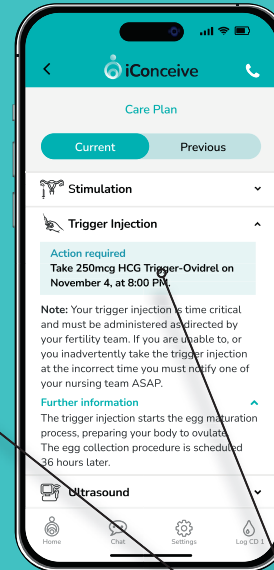 iConceive
Care Plan
Current Previous
Stimulation
Trigger Injection
Action required
Take 250mcg HCG Trigger-Ovidrel on
November 4, at 8:00 PM.
Note: Your trigger injection is time critical
and must be administered as directed by
your fertility team. If you are unable to, or
you inadvertently take the trigger injection
at the incorrect time you must notify one of
your nursing team ASAP.
Further information
The trigger injection starts the egg maturation
process, preparing your body to ovulate.
The egg collection procedure is scheduled
36 hours later.
Ultrasound
Home Chat Settings Log CD 1